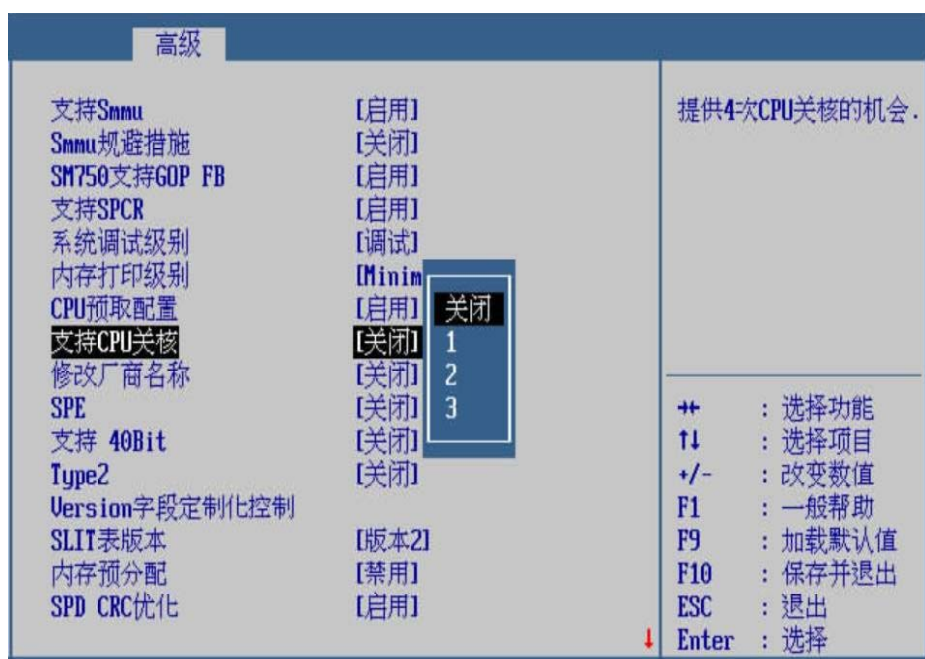 高级
支持Smmu [启用]
Smmu规避措施 [关闭]
SM750支持GOP FB [启用]
支持SPCR [启用]
系统调试级别 [调试]
内存打印级别 [Minim
CPU预取配置 [启用]
支持CPU关核 [关闭]
修改厂商名称 [关闭]
SPE [关闭]
支持 40Bit [关闭]
Type2 [关闭]
Version字段定制化控制
SLIT表版本 [版本2]
内存预分配 [禁用]
SPD CRC优化 [启用]
关闭
1
2
3
提供4次CPU关核的机会.
→← : 选择功能
↑↓ : 选择项目
+/- : 改变数值
F1 : 一般帮助
F9 : 加载默认值
F10 : 保存并退出
ESC : 退出
Enter : 选择